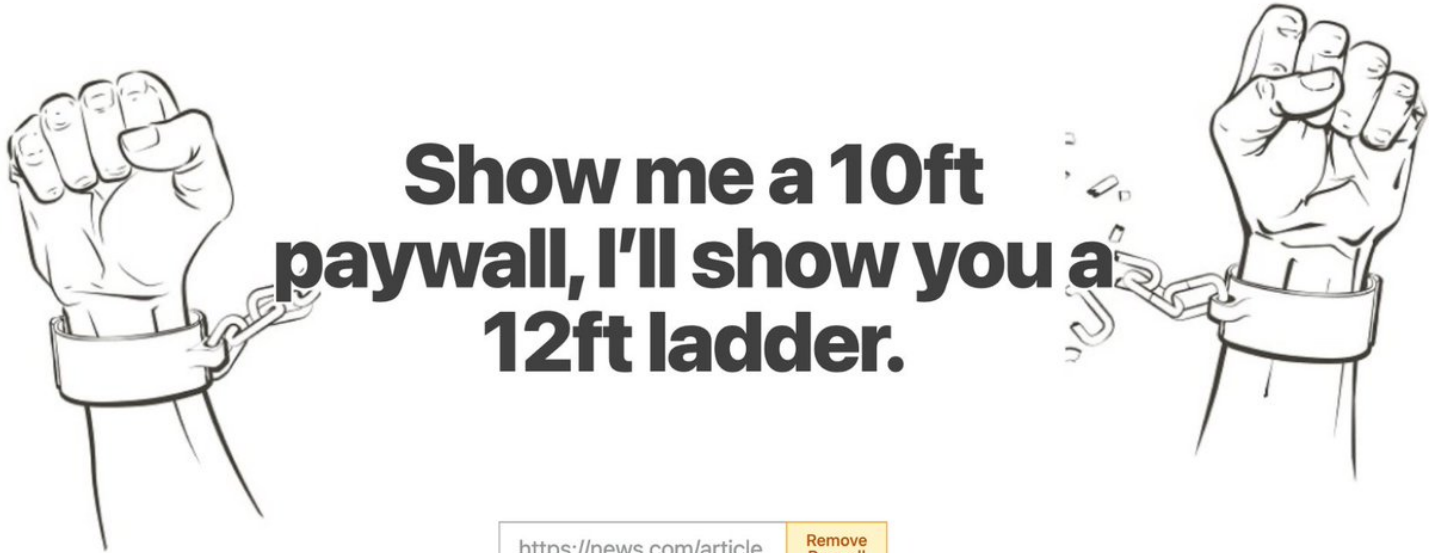 Show me a 10ft
paywall, I’ll show you a
12ft ladder.
https://news.com/article
Remove